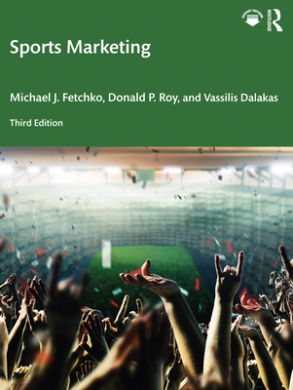 Sports Marketing
Michael J. Fetchko, Donald P. Roy, and Vassilis Dalakas
Third Edition